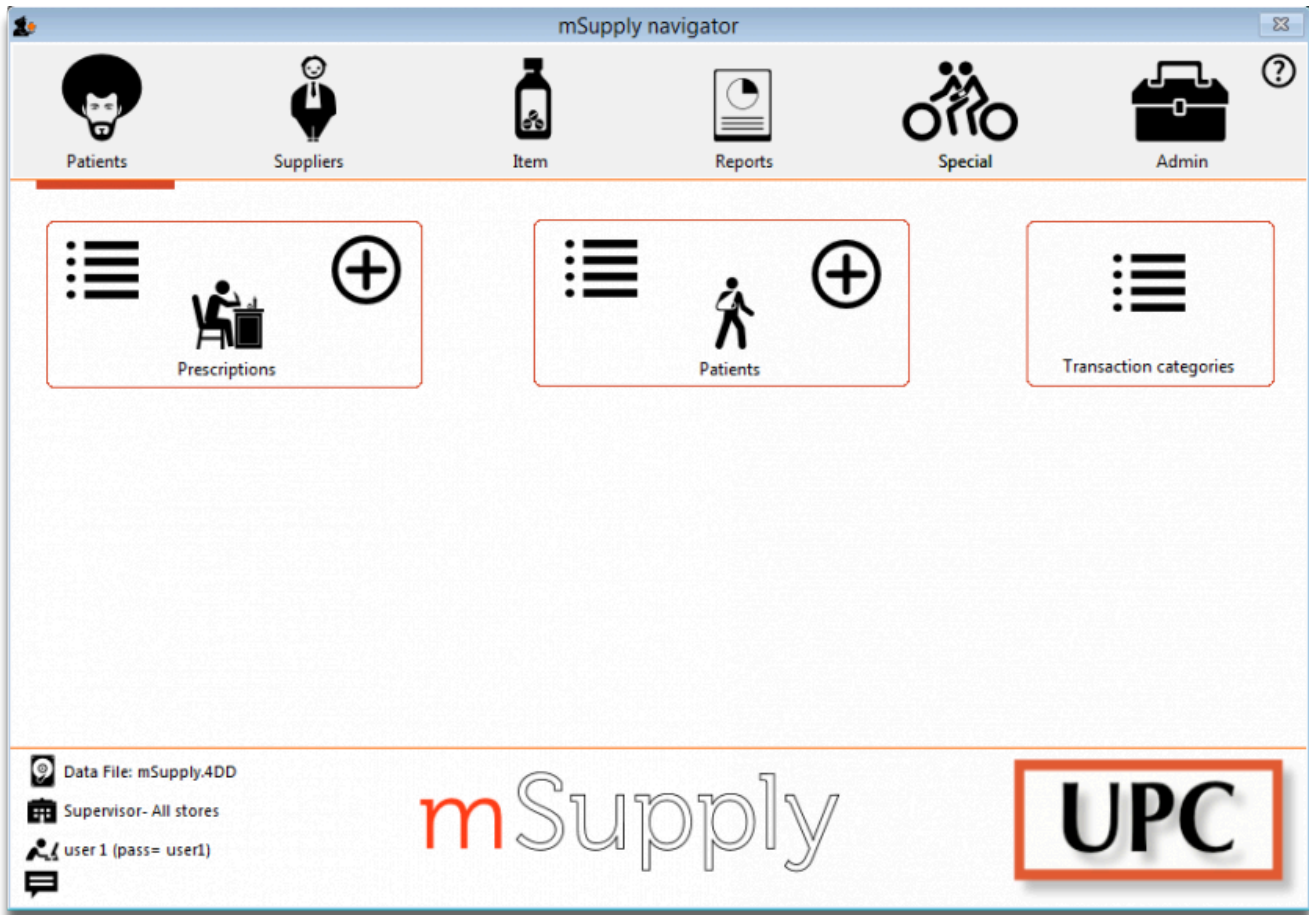 mSupply navigator
?
Patients
Suppliers
Item
Reports
Special
Admin
Prescriptions
Patients
Transaction categories
Data File: mSupply.4DD
Supervisor- All stores
user 1 (pass= user1)
mSupply
UPC